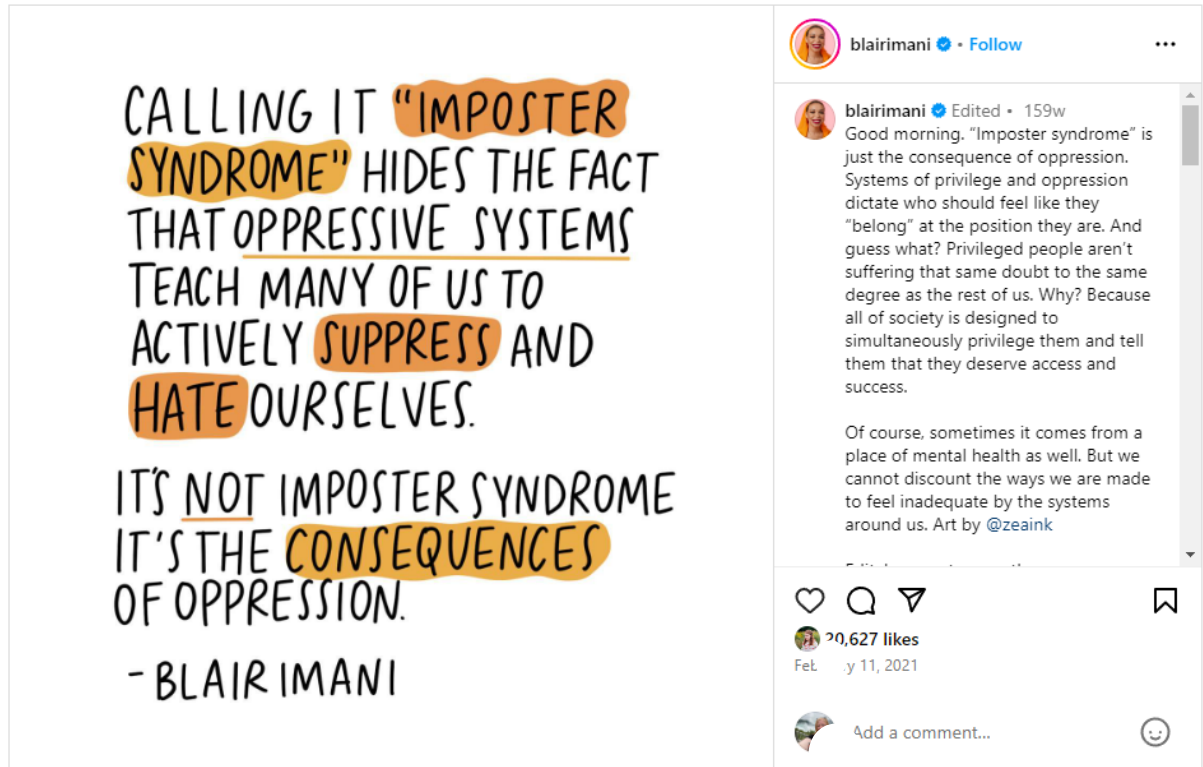 CALLING IT "IMPOSTER
SYNDROME" HIDES THE FACT
THAT OPPRESSIVE SYSTEMS
TEACH MANY OF US TO
ACTIVELY SUPPRESS AND
HATE OURSELVES.
IT'S NOT IMPOSTER SYNDROME
IT'S THE CONSEQUENCES
OF OPPRESSION.
- BLAIR IMANI
blairimani • Follow
blairimani Edited • 159w
Good morning. “Imposter syndrome” is
just the consequence of oppression.
Systems of privilege and oppression
dictate who should feel like they
“belong” at the position they are. And
guess what? Privileged people aren’t
suffering that same doubt to the same
degree as the rest of us. Why? Because
all of society is designed to
simultaneously privilege them and tell
them that they deserve access and
success.
Of course, sometimes it comes from a
place of mental health as well. But we
cannot discount the ways we are made
to feel inadequate by the systems
around us. Art by @zeaink
20,627 likes
11, 2021
Add a comment...